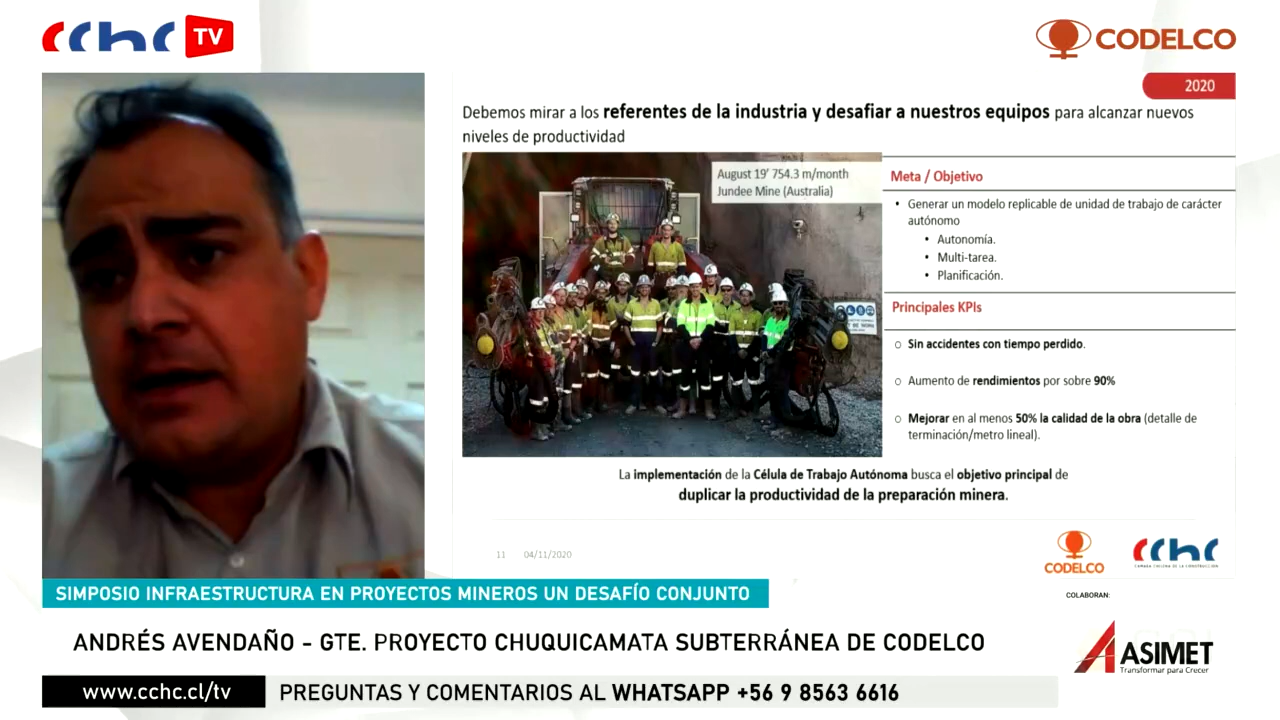 cchc TV
CODELCO
2020
Debemos mirar a los referentes de la industria y desafiar a nuestros equipos para alcanzar nuevos
niveles de productividad
August 19' 754.3 m/month
Jundee Mine (Australia)
Meta / Objetivo
• Generar un modelo replicable de unidad de trabajo de carácter
autónomo
• Autonomía.
• Multi-tarea.
• Planificación.
Principales KPIs
o Sin accidentes con tiempo perdido.
o Aumento de rendimientos por sobre 90%
o Mejorar en al menos 50% la calidad de la obra (detalle de
terminación/metro lineal).
La implementación de la Célula de Trabajo Autónoma busca el objetivo principal de
duplicar la productividad de la preparación minera.
11 04/11/2020
CODELCO
cchc
CÁMARA CHILENA DE LA CONSTRUCCIÓN
SIMPOSIO INFRAESTRUCTURA EN PROYECTOS MINEROS UN DESAFÍO CONJUNTO
COLABORAN:
ANDRÉS AVENDAÑO - GTE. PROYECTO CHUQUICAMATA SUBTERRÁNEA DE CODELCO
ASIMET
Transformar para Crecer
www.cchc.cl/tv
PREGUNTAS Y COMENTARIOS AL WHATSAPP +56 9 8563 6616